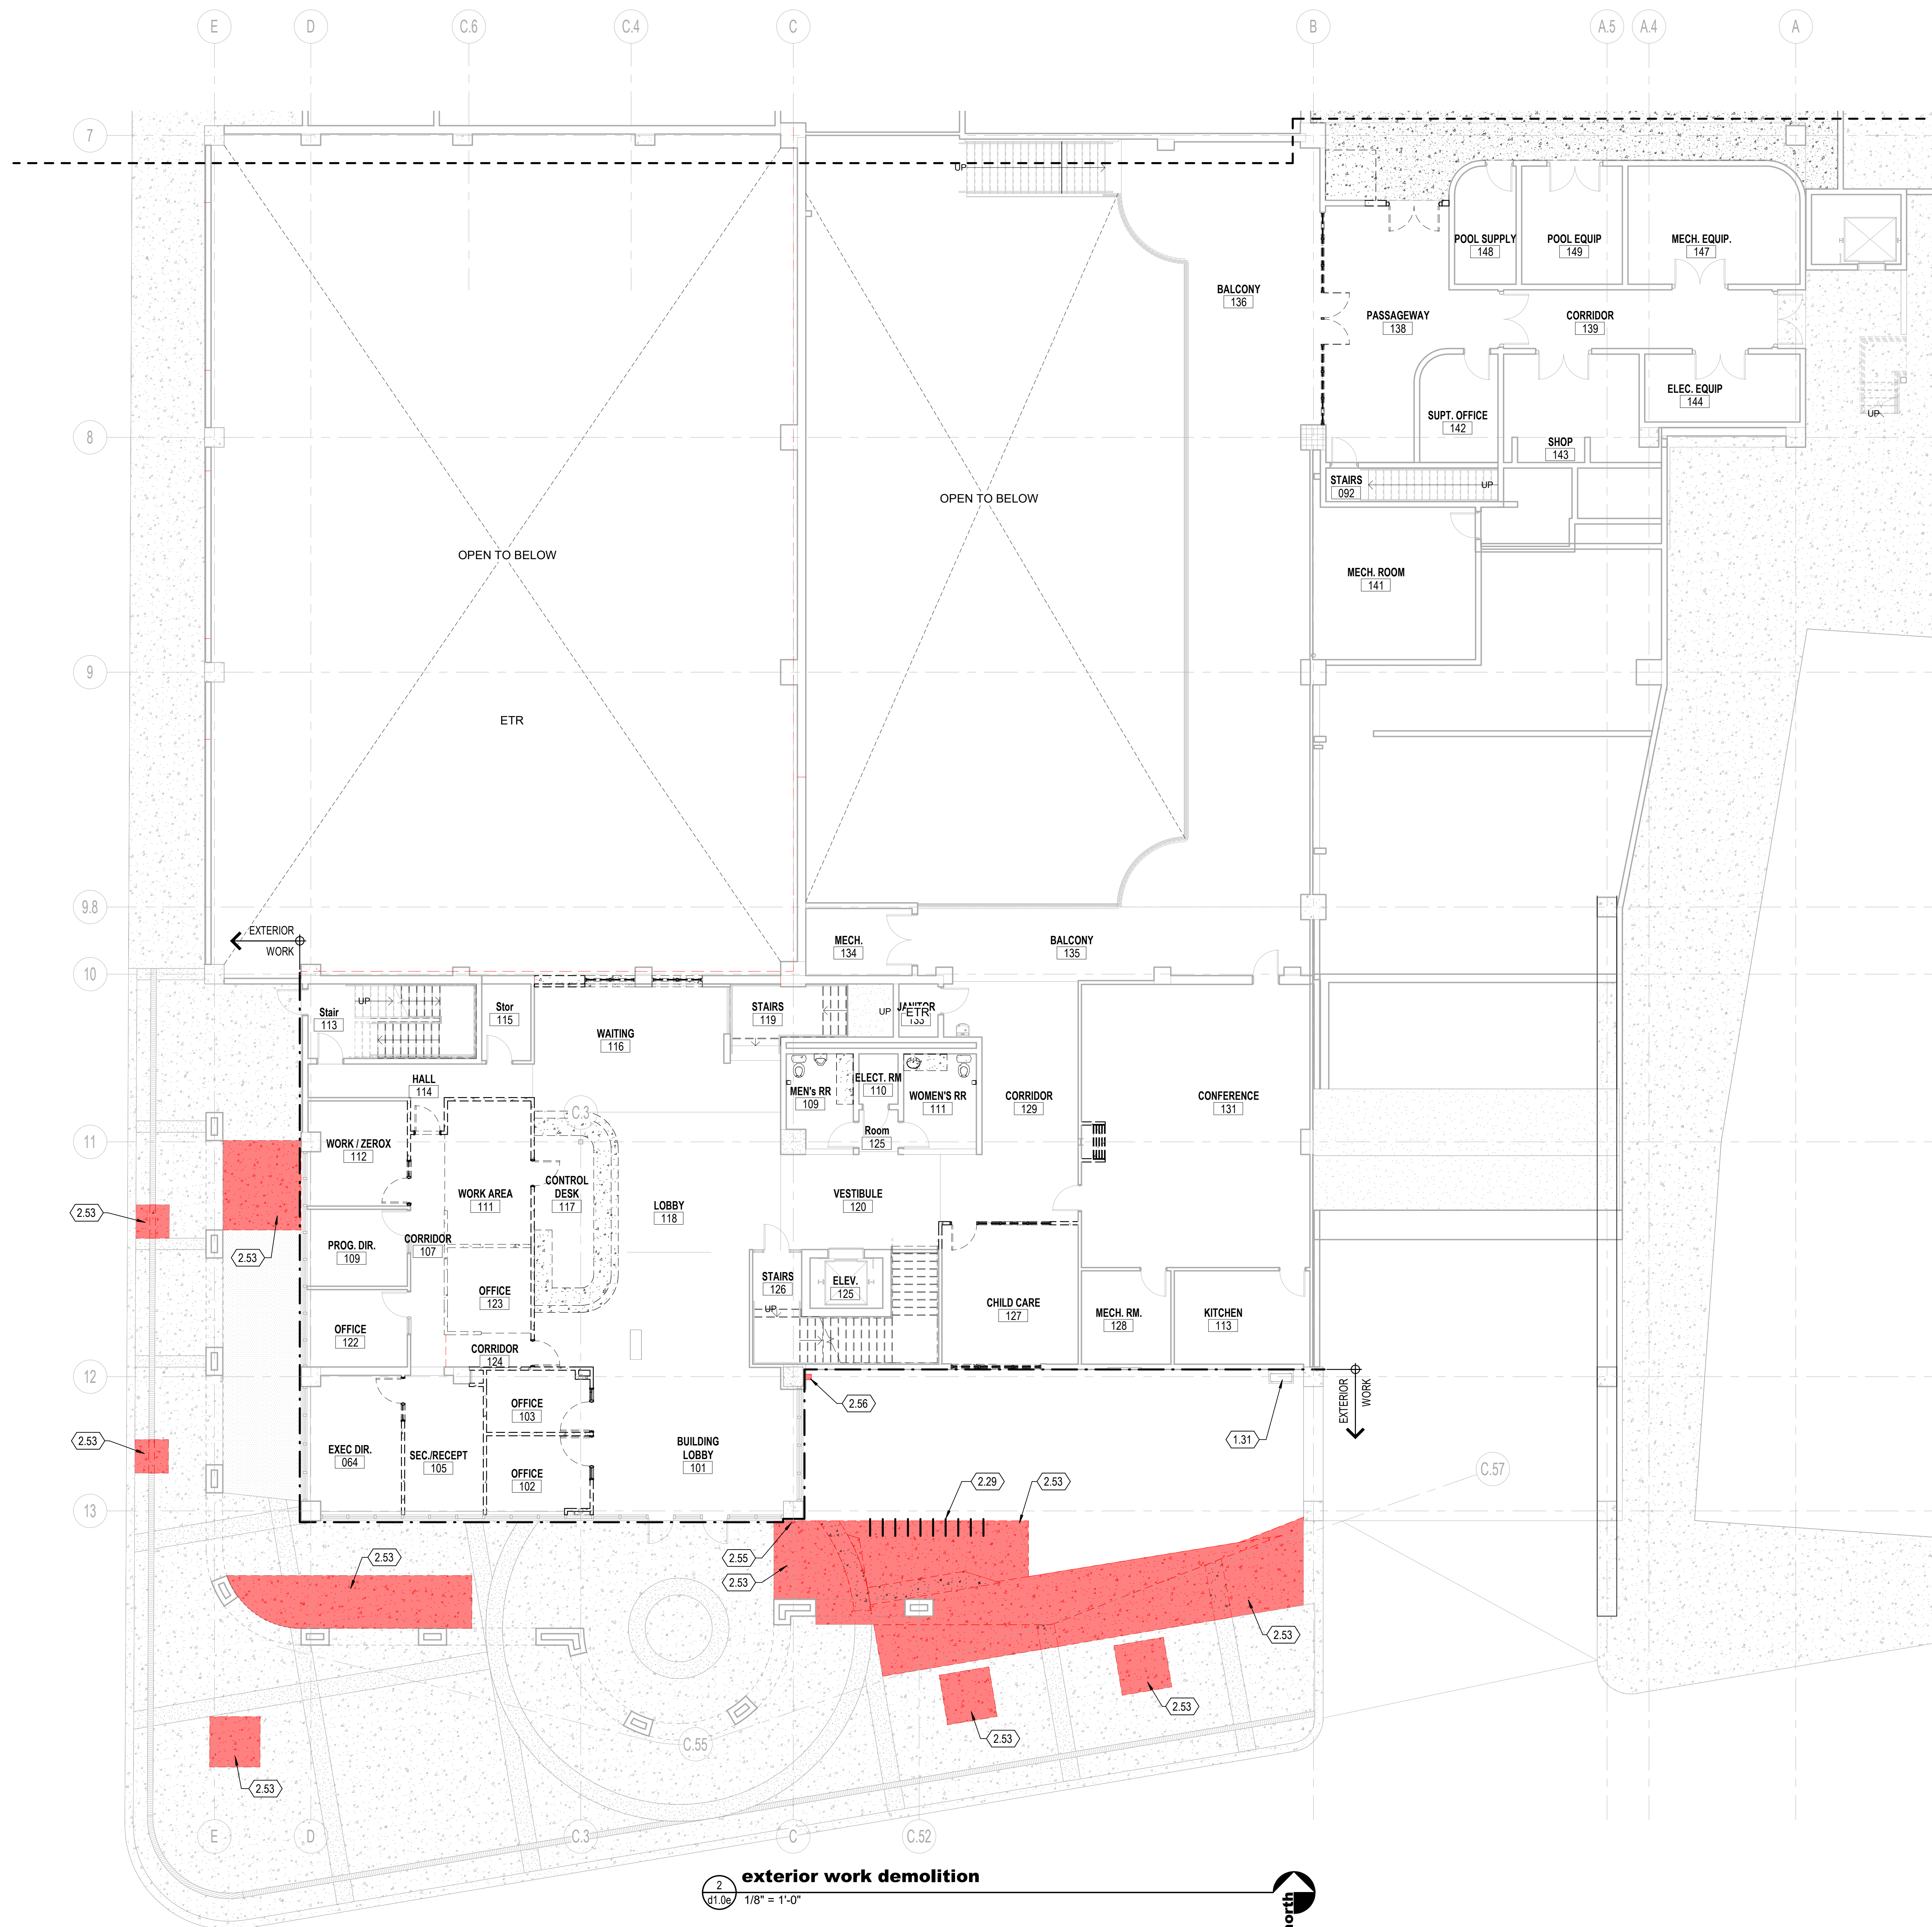 E
D
C.6
C.4
C
B
A.5
A.4
A
7
UP
POOL SUPPLY
148
POOL EQUIP
149
MECH. EQUIP.
147
BALCONY
136
PASSAGEWAY
138
CORRIDOR
139
ELEC. EQUIP
144
UP
SUPT. OFFICE
142
8
SHOP
143
STAIRS
092
UP
OPEN TO BELOW
OPEN TO BELOW
MECH. ROOM
141
9
ETR
9.8
EXTERIOR
WORK
MECH.
134
BALCONY
135
10
UP
Stair
113
Stor
115
STAIRS
119
UP
JANITOR
ETR
133
WAITING
116
HALL
114
MEN's RR
109
ELECT. RM
110
WOMEN'S RR
111
CORRIDOR
129
CONFERENCE
131
C.3
11
WORK / ZEROX
112
Room
125
WORK AREA
111
CONTROL
DESK
117
LOBBY
118
VESTIBULE
120
2.53
2.53
PROG. DIR.
109
CORRIDOR
107
STAIRS
126
UP
ELEV.
125
OFFICE
123
CHILD CARE
127
MECH. RM.
128
KITCHEN
113
OFFICE
122
CORRIDOR
124
12
OFFICE
103
2.56
1.31
EXTERIOR
WORK
2.53
EXEC DIR.
064
SEC./RECEPT
105
OFFICE
102
BUILDING
LOBBY
101
C.57
2.29
2.53
13
2.53
2.55
2.53
2.53
2.53
2.53
C.55
2.53
E
D
C.3
C
C.52
2
d1.0e
exterior work demolition
1/8" = 1'-0"
north